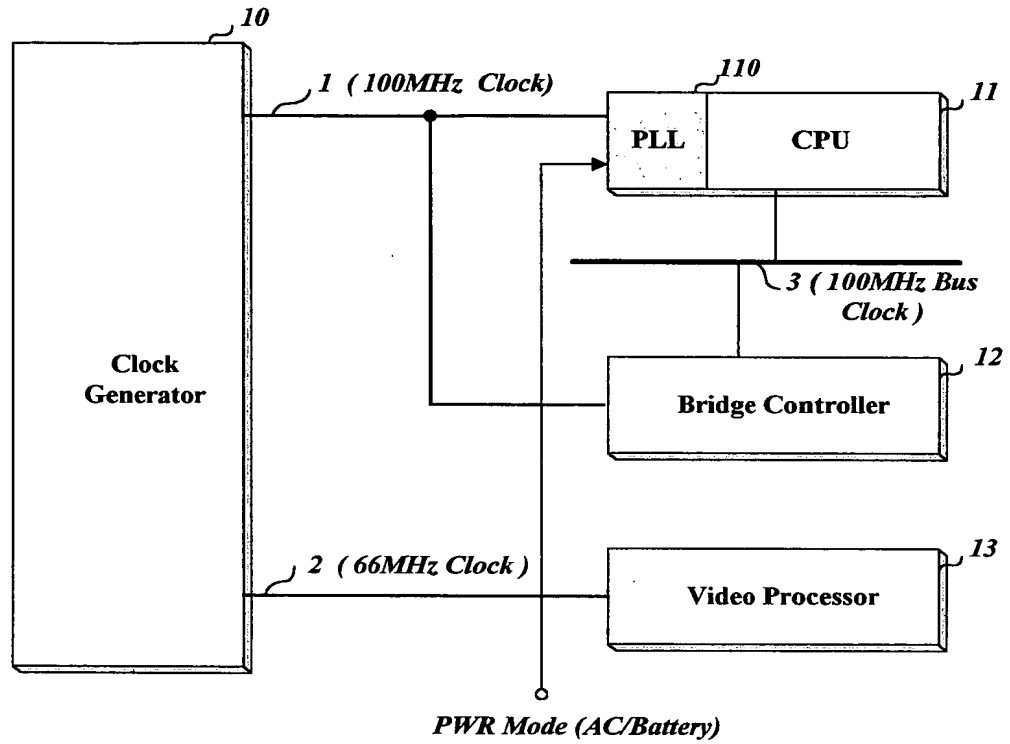 10
1 ( 100MHz Clock)
110
11
PLL
CPU
3 ( 100MHz Bus
Clock )
Clock
Generator
12
Bridge Controller
2 ( 66MHz Clock )
13
Video Processor
PWR Mode (AC/Battery)